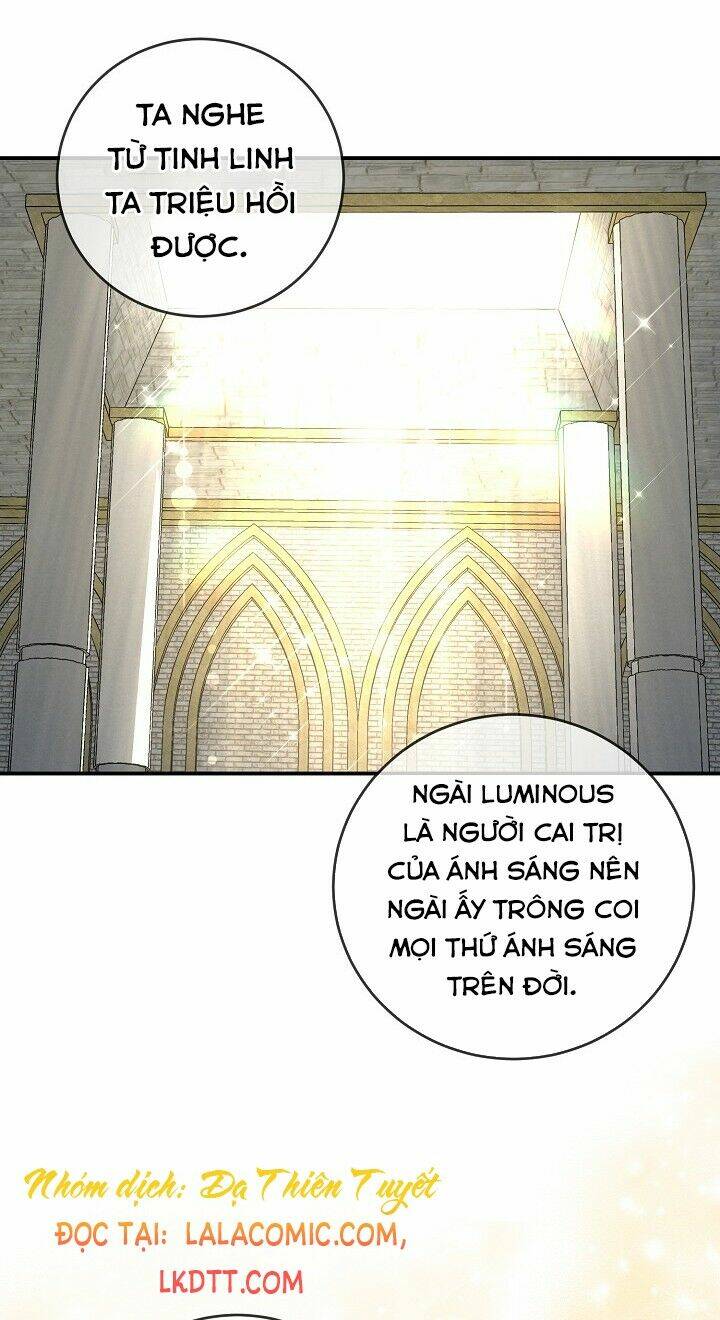 TA NGHE
TỪ TINH LINH
TA TRIỆU HỒI
ĐƯỢC.
NGÀI LUMINOUS
LÀ NGƯỜI CAI TRỊ
CỦA ÁNH SÁNG NÊN
NGÀI ẤY TRÔNG COI
MỌI THỨ ÁNH SÁNG
TRÊN ĐỜI.
Nhóm dịch: Dạ Thiên Tuyết
ĐỌC TẠI: LALACOMIC.COM,
LKDTT.COM